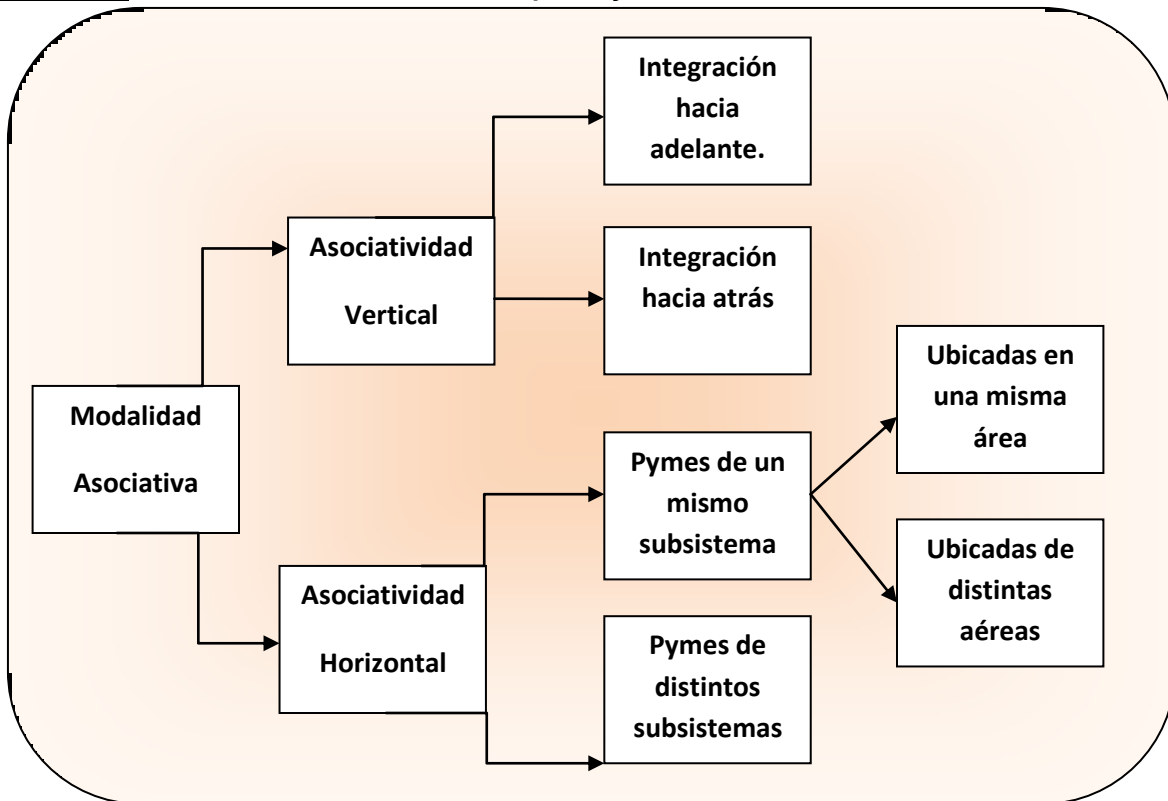 Integración
hacia
adelante.
Asociatividad
Vertical
Integración
hacia atrás
Modalidad
Asociativa
Ubicadas en
una misma
área
Pymes de un
mismo
subsistema
Ubicadas de
distintas
aéreas
Asociatividad
Horizontal
Pymes de
distintos
subsistemas